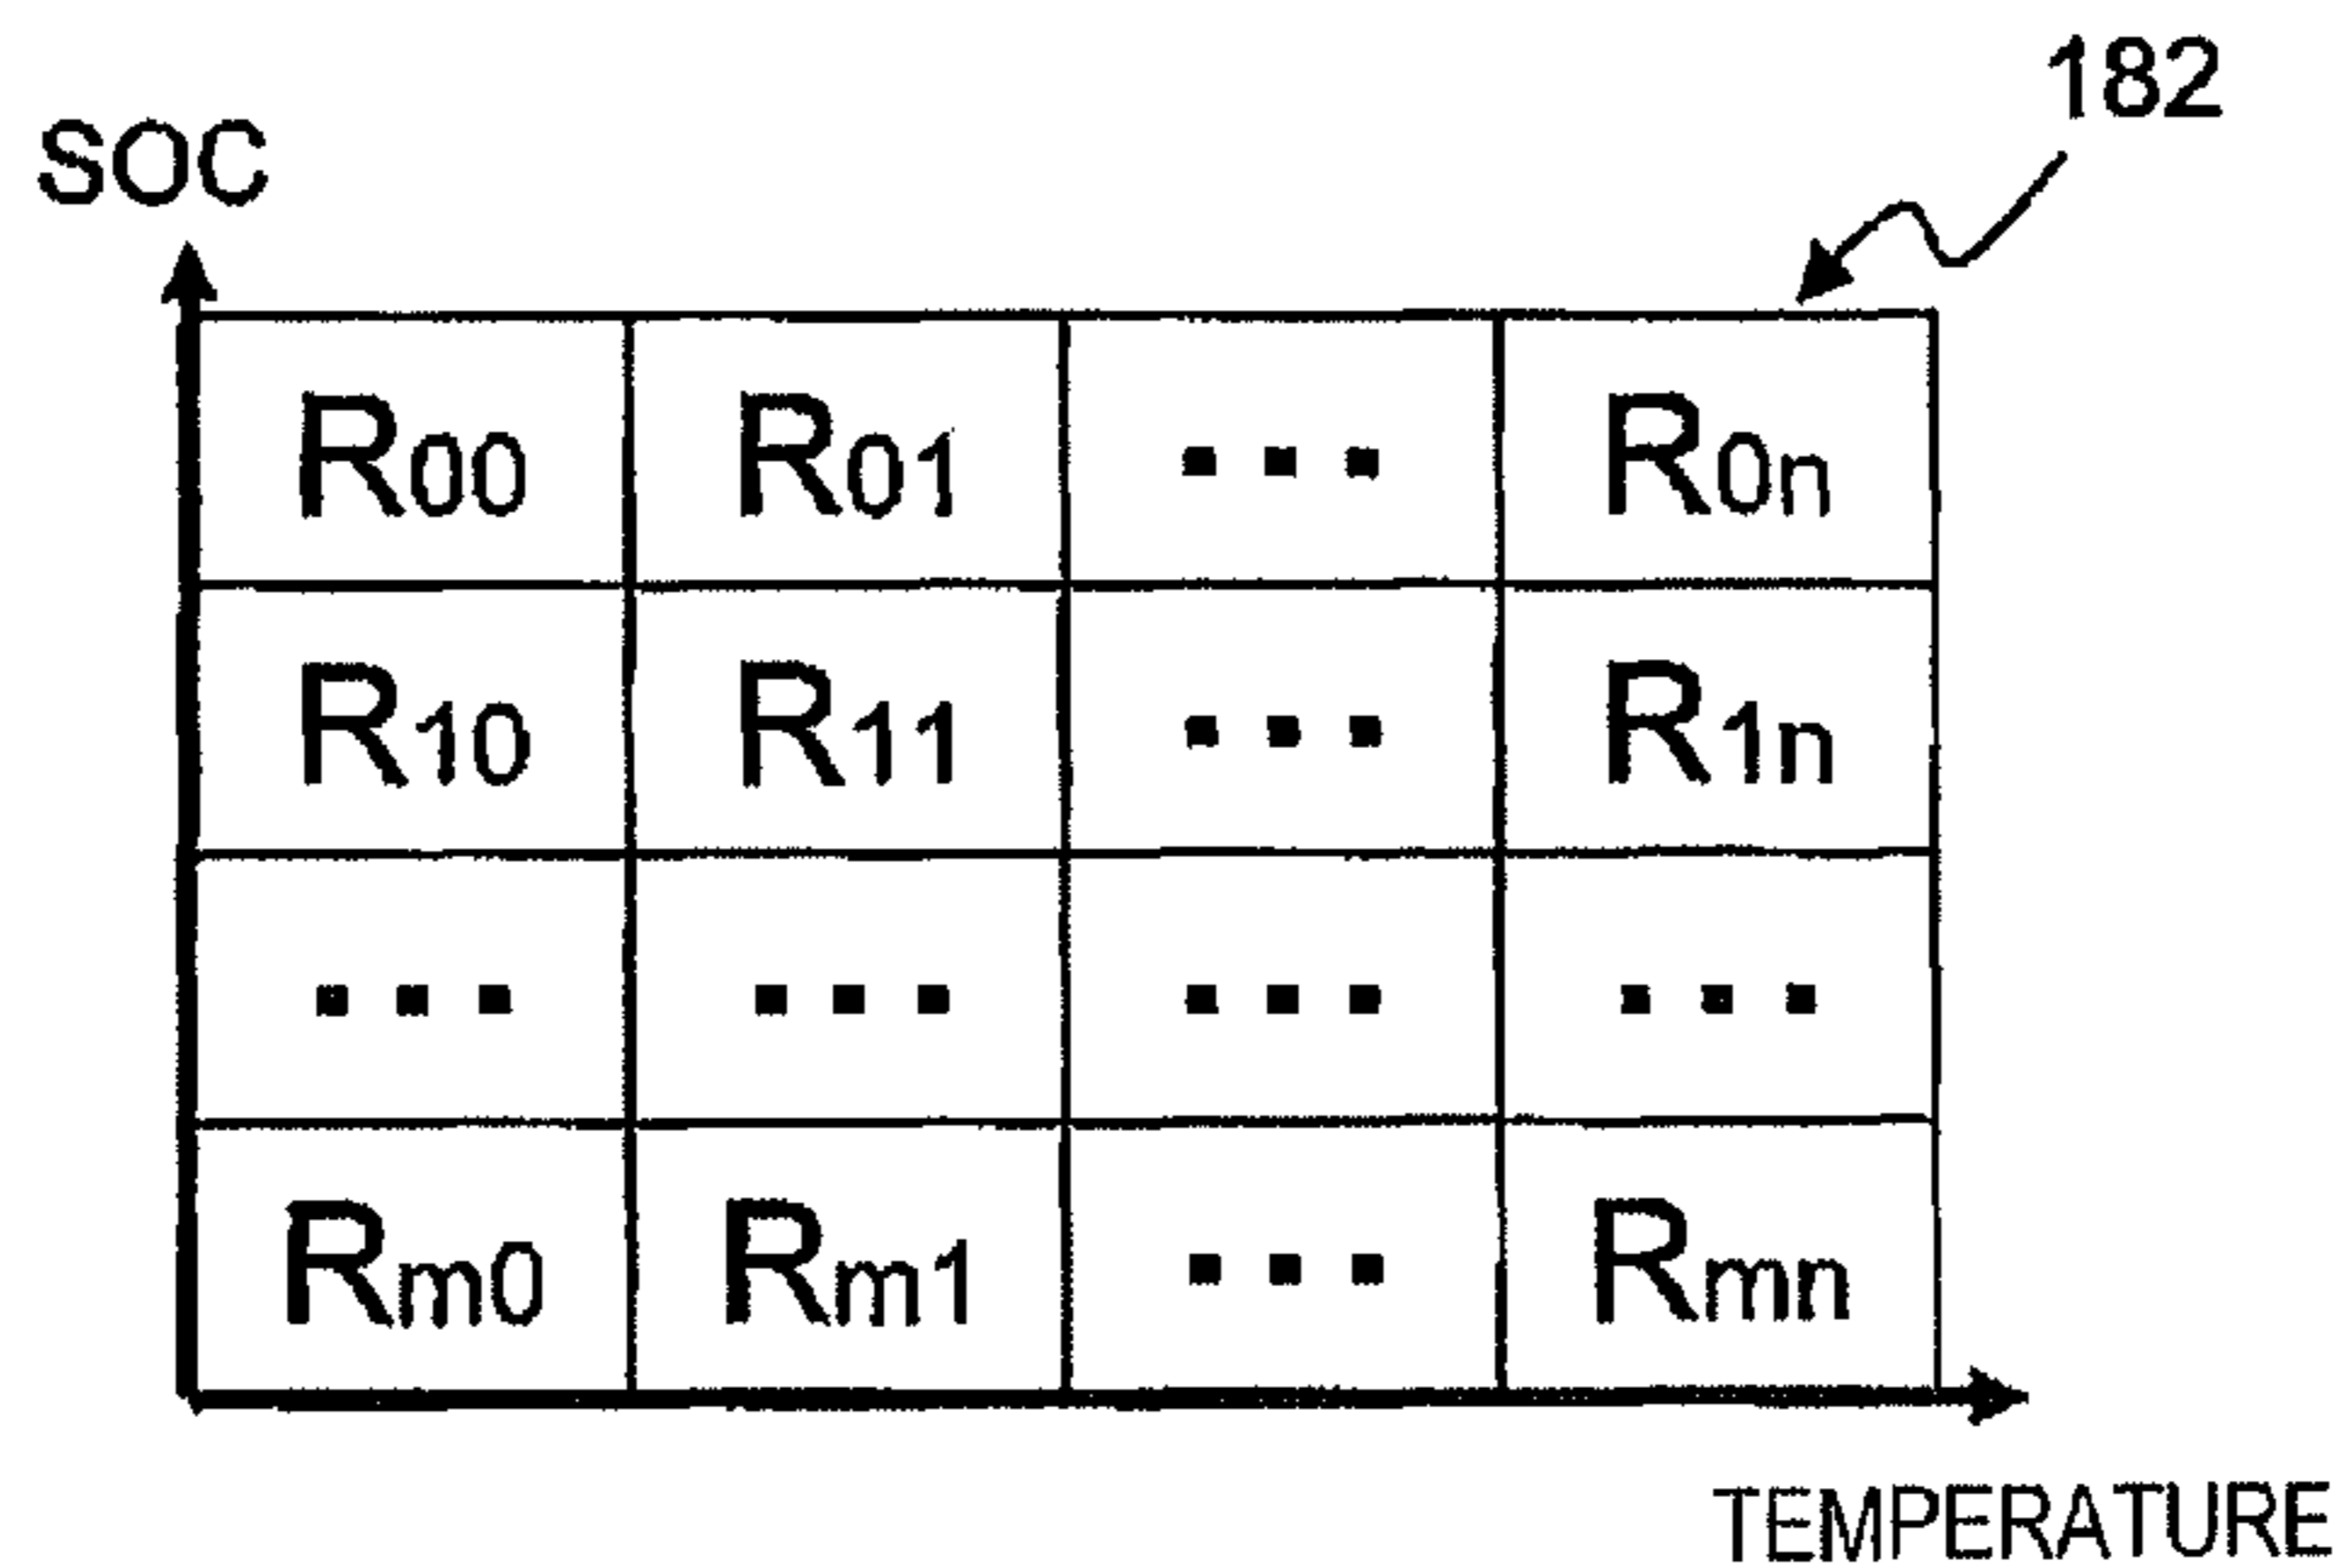 182
SOC
R00 R01 ... R0n
R10 R11 ... R1n
... ... ... ...
Rm0 Rm1 ... Rmn
TEMPERATURE